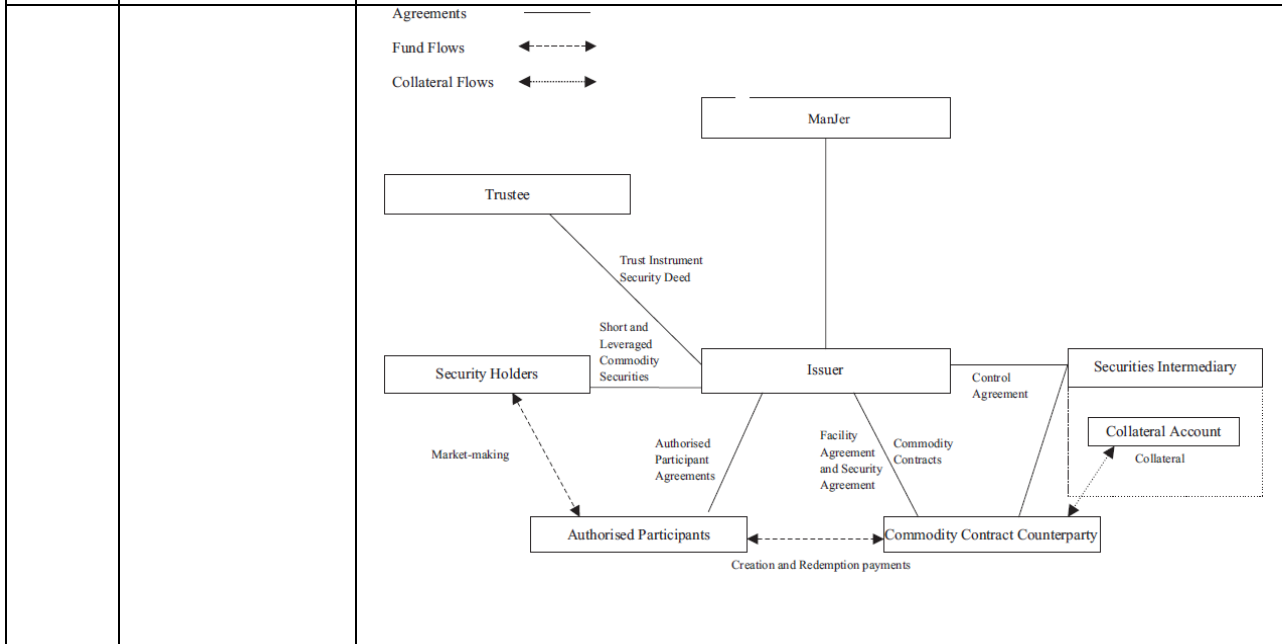 Agreements
Fund Flows
Collateral Flows
ManJer
Trustee
Trust Instrument
Security Deed
Short and
Leveraged
Commodity
Securities
Security Holders
Issuer
Control
Agreement
Securities Intermediary
Collateral Account
Collateral
Market-making
Authorised
Participant
Agreements
Facility
Agreement
and Security
Agreement
Commodity
Contracts
Authorised Participants
Commodity Contract Counterparty
Creation and Redemption payments